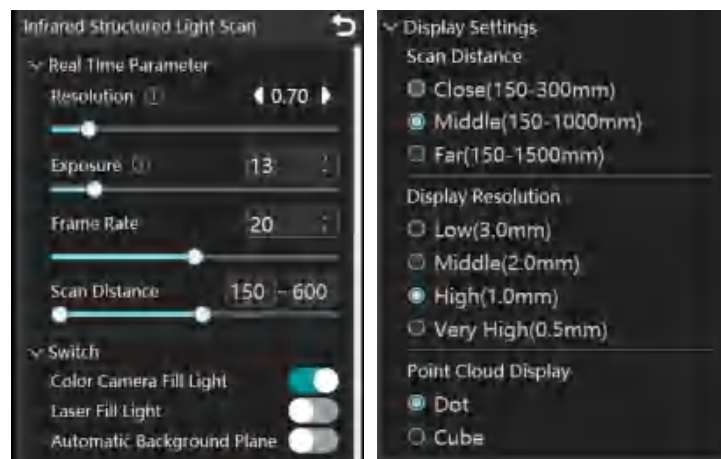 Infrared Structured Light Scan
Real Time Parameter
Resolution 0.70
Exposure 13
Frame Rate 20
Scan Distance 150 ~ 600
Switch
Color Camera Fill Light
Laser Fill Light
Automatic Background Plane
Display Settings
Scan Distance
Close(150-300mm)
Middle(150-1000mm)
Far(150-1500mm)
Display Resolution
Low(3.0mm)
Middle(2.0mm)
High(1.0mm)
Very High(0.5mm)
Point Cloud Display
Dot
Cube